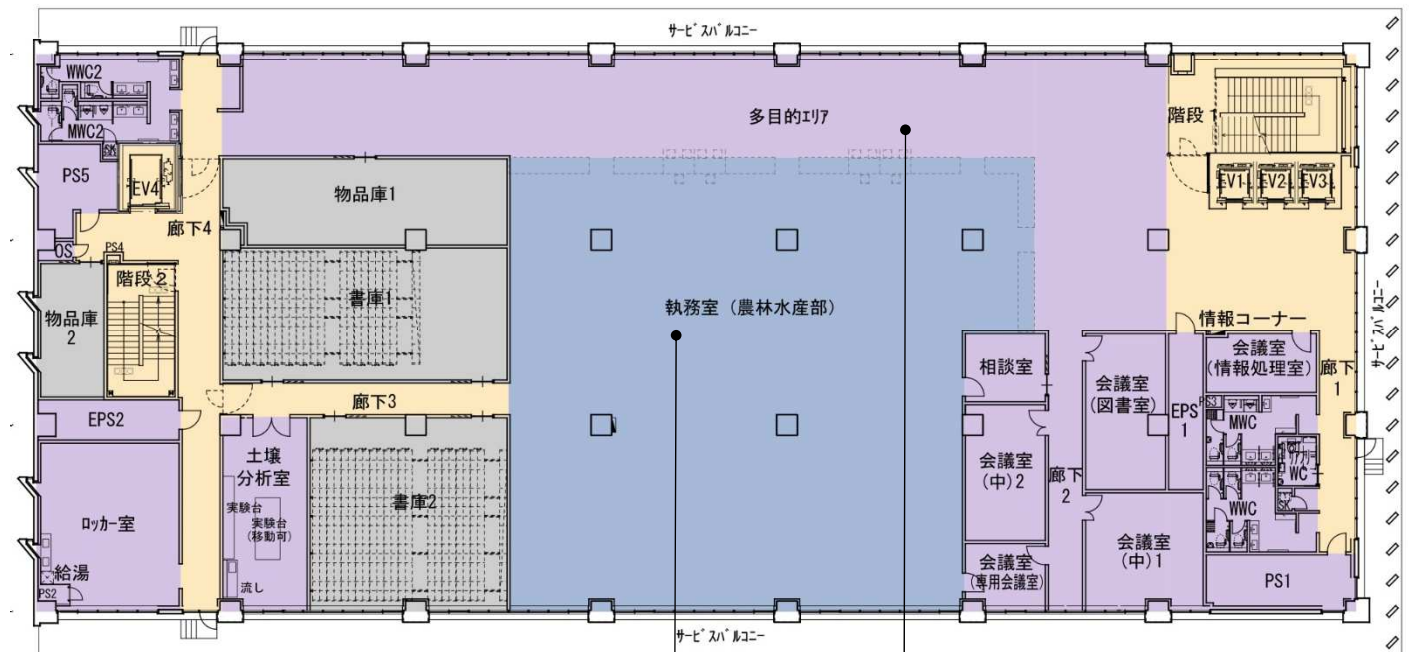 サービスバルコニー
WWC2
MWC2
SK
PS5
EV4
多目的エリア
階段 1
EV1
EV2
EV3
物品庫1
廊下4
OS
PS4
階段 2
物品庫
2
書庫1
執務室（農林水産部）
情報コーナー
サービスバルコニー
相談室
会議室
(図書室)
EPS
1
会議室
(情報処理室)
廊下
1
廊下3
EPS2
PS3
MWC
WC
WWC
土壌
分析室
実験台
実験台
(移動可)
流し
書庫2
会議室
(中)2
廊下
2
ロッカー室
給湯
PS2
会議室
(専用会議室)
会議室
(中)1
PS1
サービスバルコニー